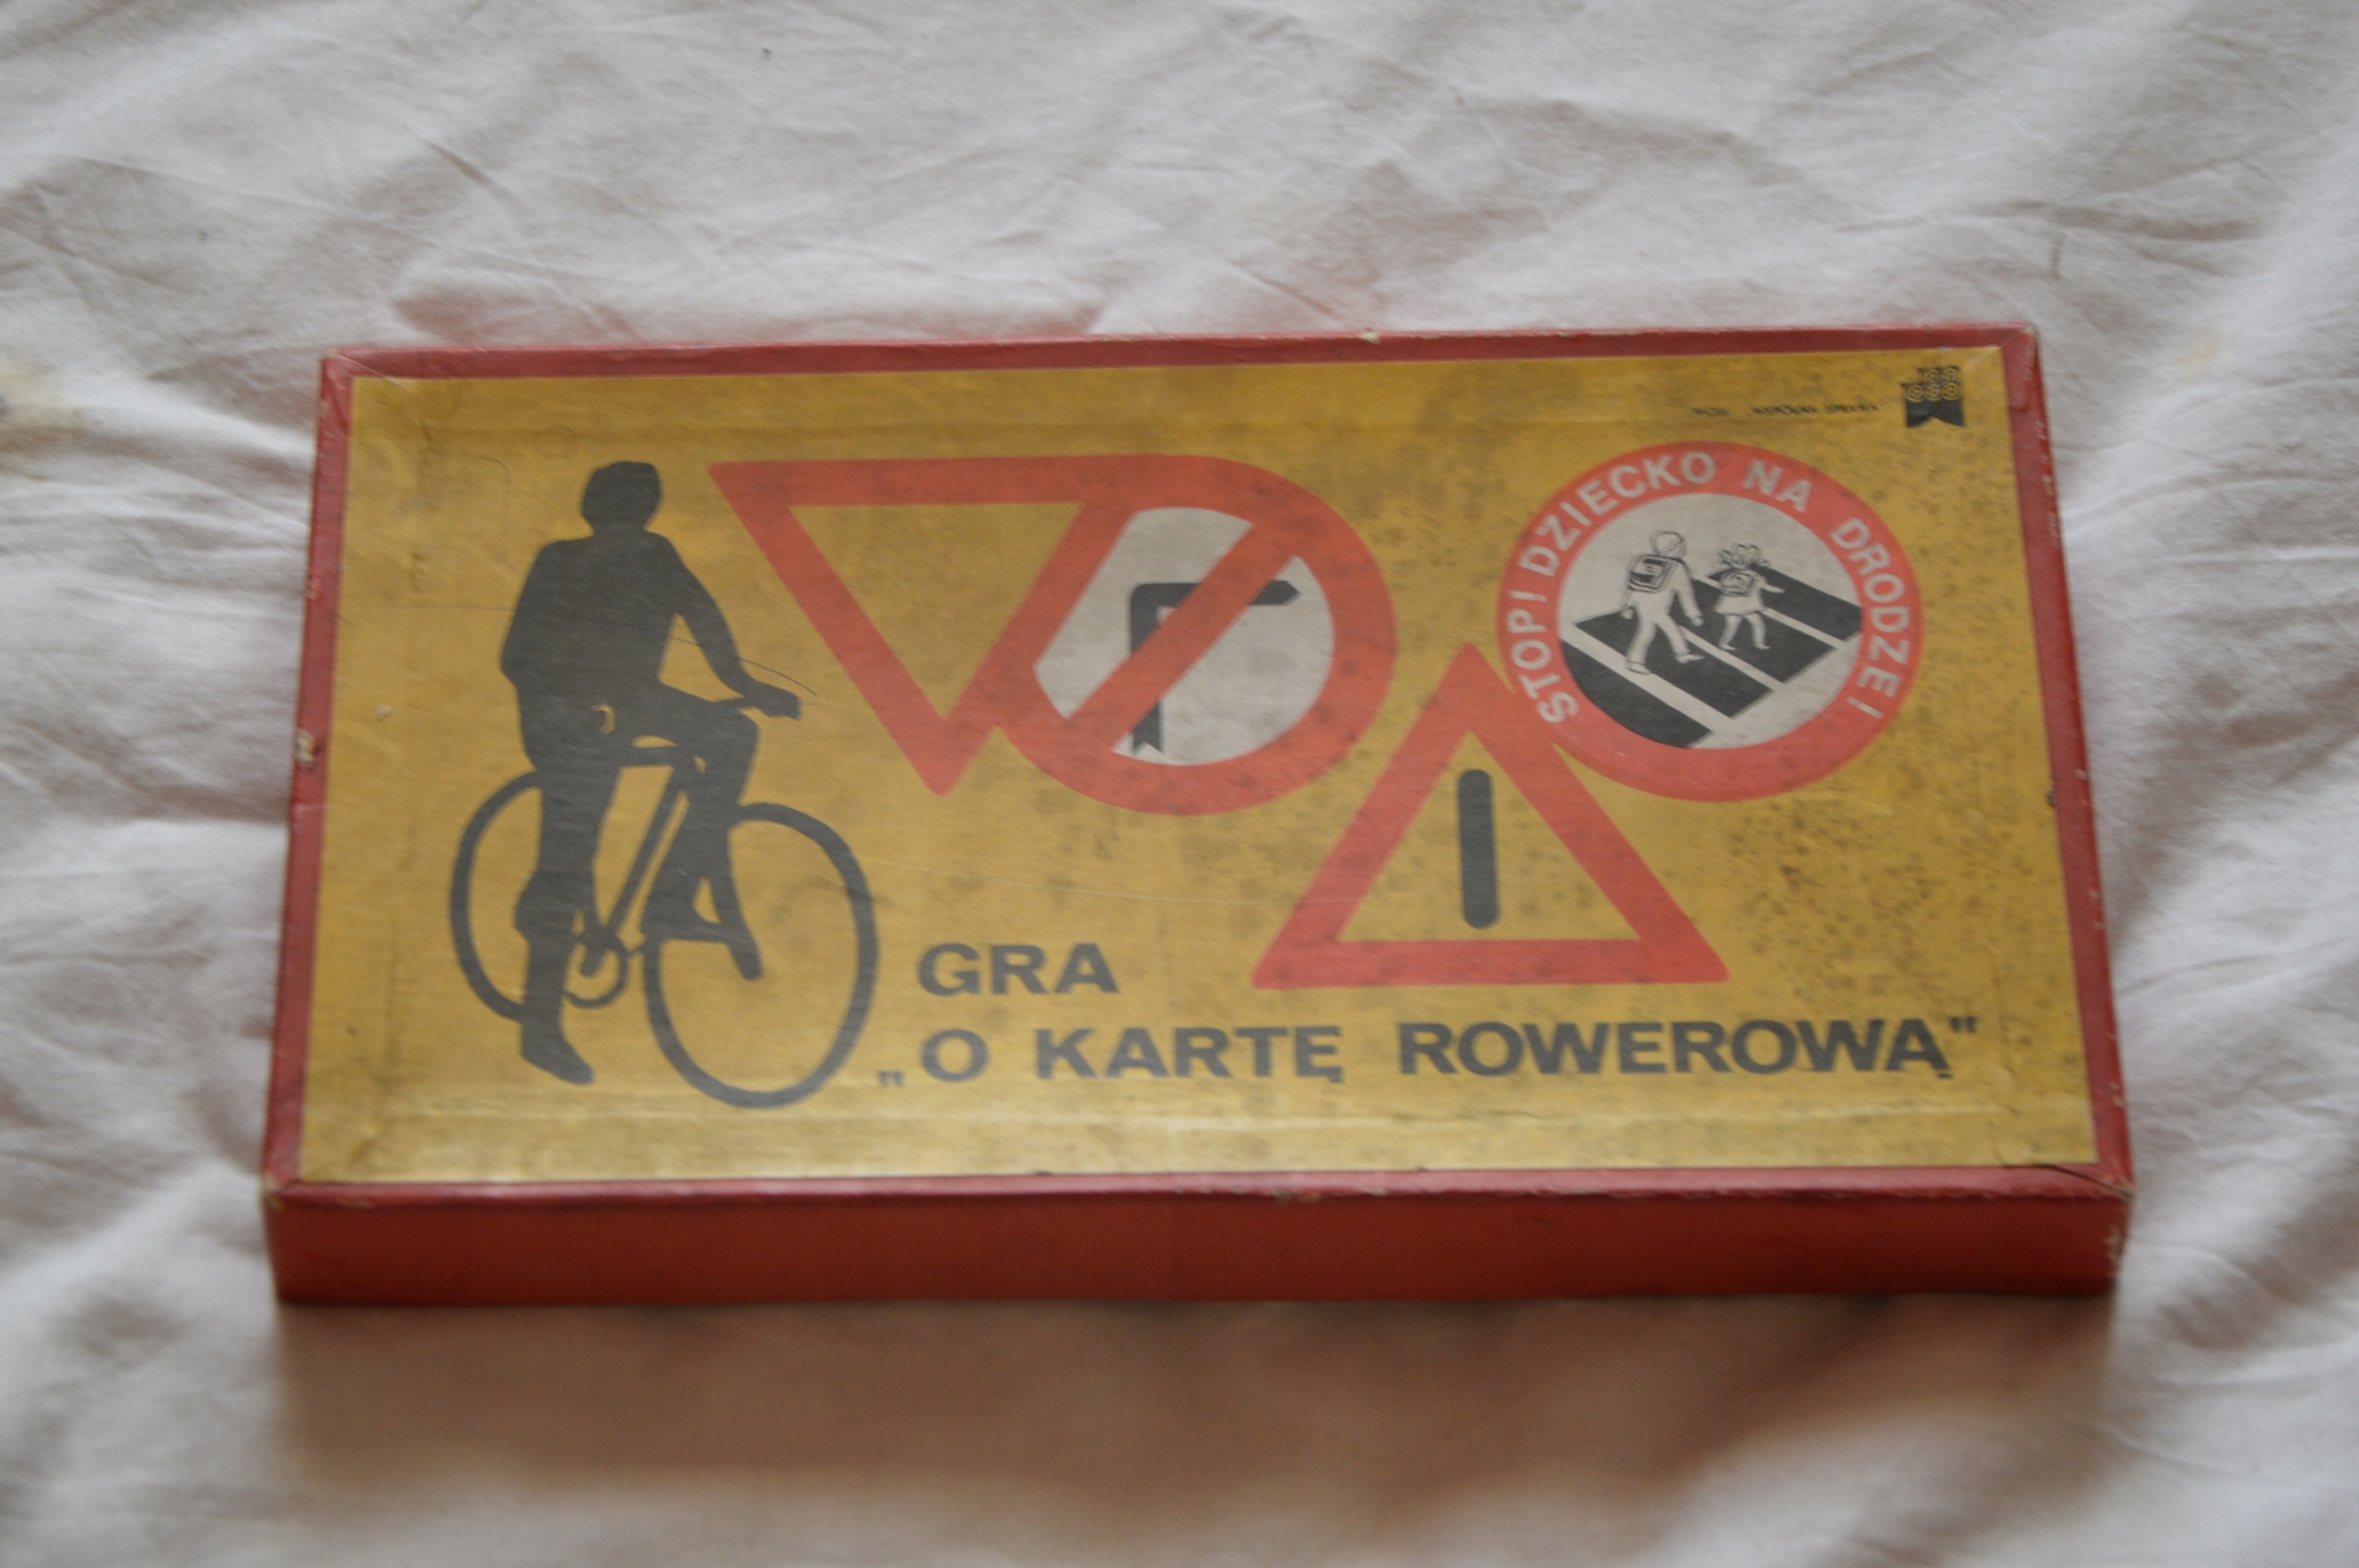 STOP! DZIECKO NA DRODZE!
GRA
„O KARTĘ ROWEROWĄ"